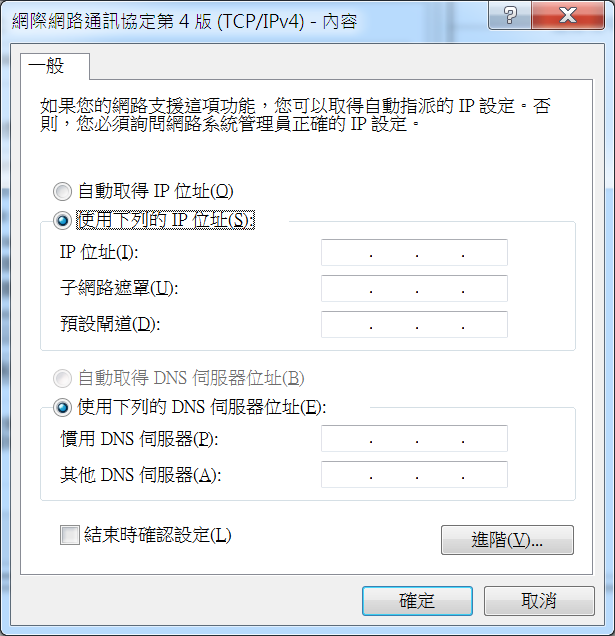 網際網路通訊協定第 4 版 (TCP/IPv4) - 內容
一般
如果您的網路支援這項功能，您可以取得自動指派的 IP 設定。否
則，您必須詢問網路系統管理員正確的 IP 設定。
自動取得 IP 位址(O)
使用下列的 IP 位址(S):
IP 位址(I):
子網路遮罩(U):
預設閘道(D):
自動取得 DNS 伺服器位址(B)
使用下列的 DNS 伺服器位址(E):
慣用 DNS 伺服器(P):
其他 DNS 伺服器(A):
結束時確認設定(L)
進階(V)...
確定
取消